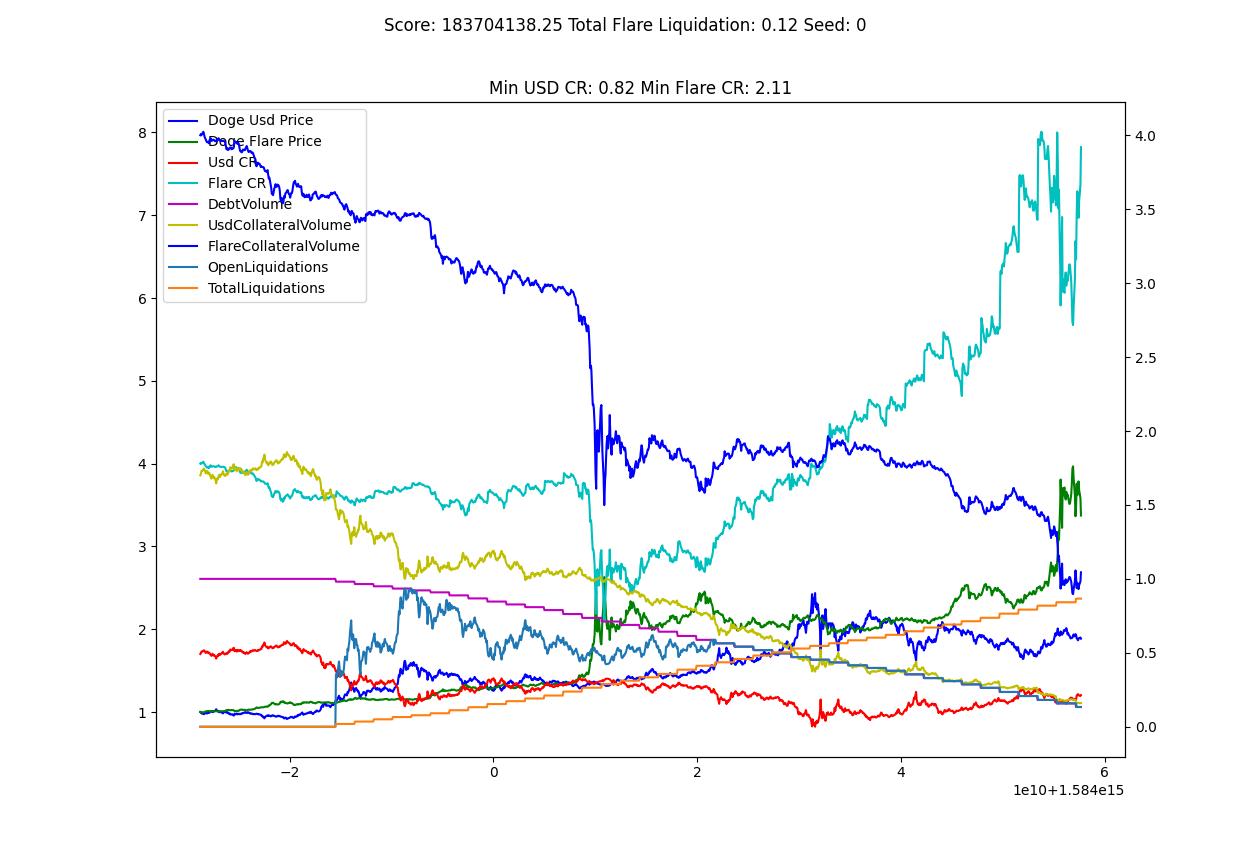 Score: 183704138.25 Total Flare Liquidation: 0.12 Seed: 0
Min USD CR: 0.82 Min Flare CR: 2.11
Doge Usd Price
Doge Flare Price
Usd CR
Flare CR
DebtVolume
UsdCollateralVolume
FlareCollateralVolume
OpenLiquidations
TotalLiquidations
8
7
6
5
4
3
2
1
4.0
3.5
3.0
2.5
2.0
1.5
1.0
0.5
0.0
−2
0
2
4
6
1e10+1.584e15